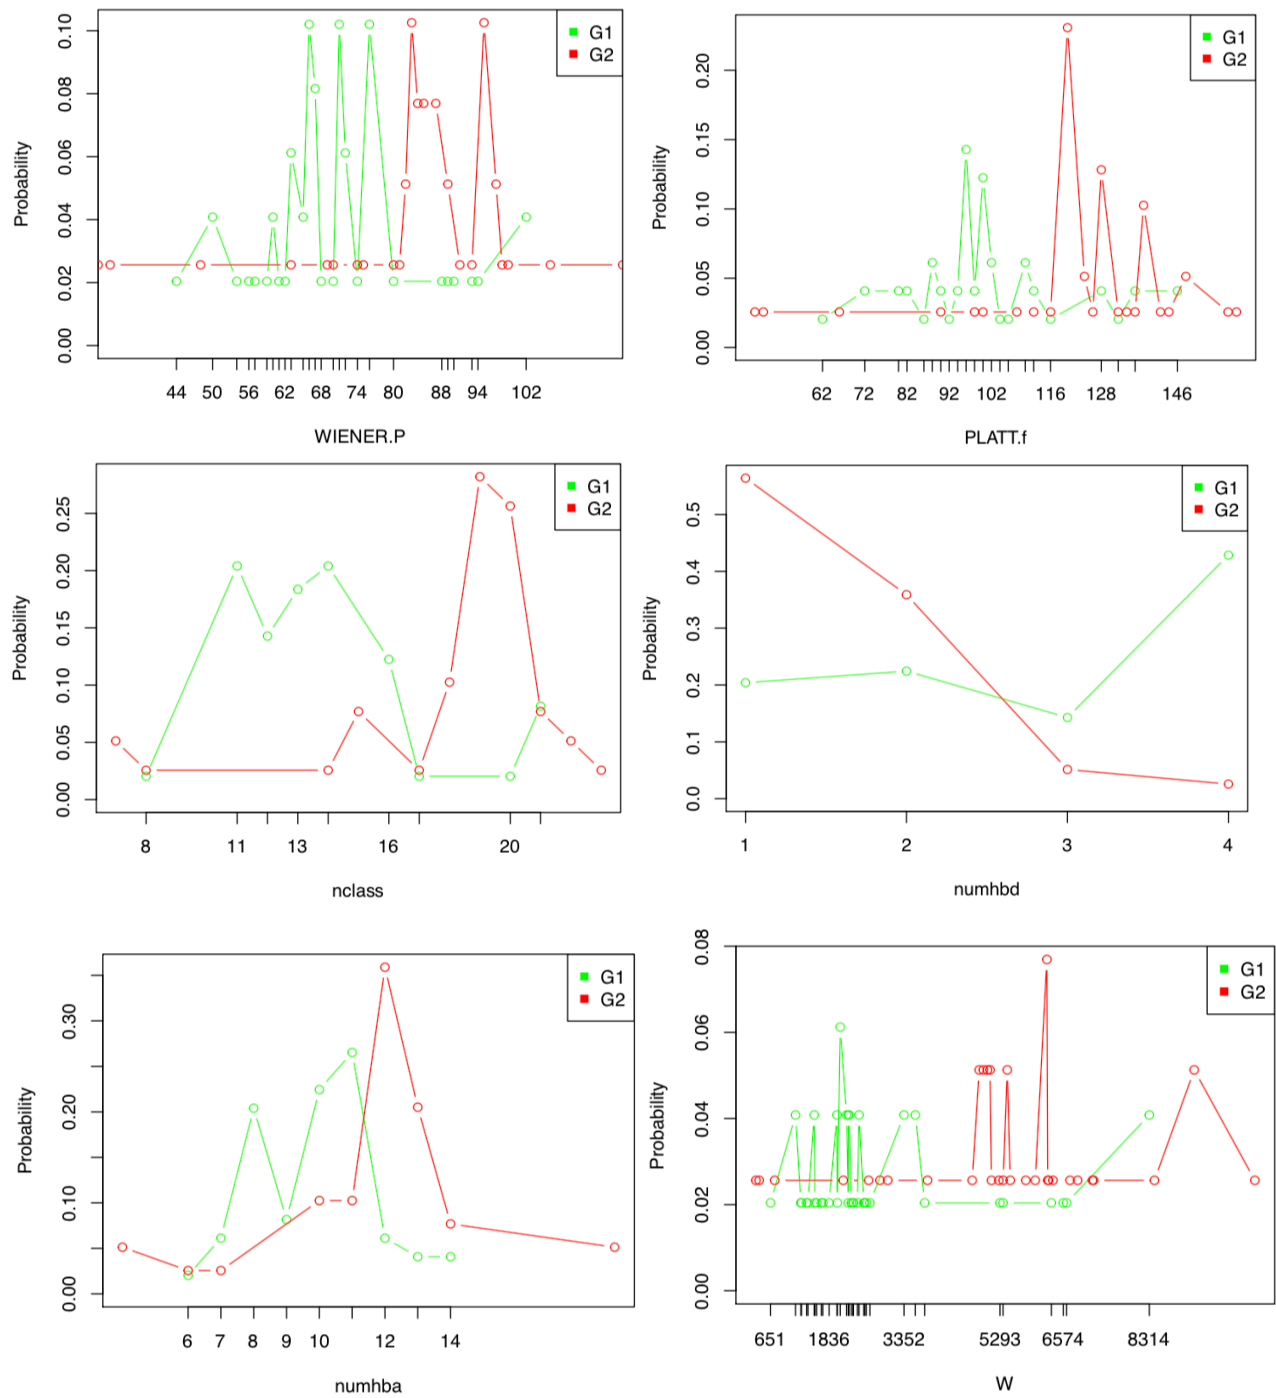 Probability
0.00 0.02 0.04 0.06 0.08 0.10
G1
G2
44 50 56 62 68 74 80 88 94 102
WIENER.P
Probability
0.00 0.05 0.10 0.15 0.20
G1
G2
62 72 82 92 102 116 128 146
PLATT.f
Probability
0.00 0.05 0.10 0.15 0.20 0.25
G1
G2
8 11 13 16 20
nclass
Probability
0.0 0.1 0.2 0.3 0.4 0.5
G1
G2
1 2 3 4
numhbd
Probability
0.00 0.10 0.20 0.30
G1
G2
6 7 8 9 10 12 14
numhba
Probability
0.00 0.02 0.04 0.06 0.08
G1
G2
651 1836 3352 5293 6574 8314
W